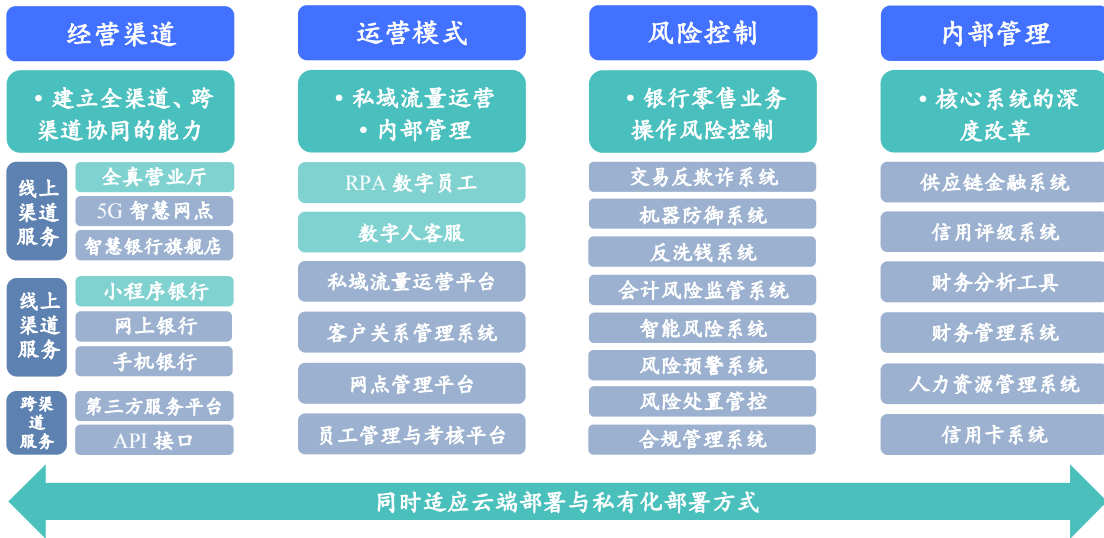 经营渠道
• 建立全渠道、跨
渠道协同的能力
线上
渠道
服务
全真营业厅
5G 智慧网点
智慧银行旗舰店
线上
渠道
服务
小程序银行
网上银行
手机银行
跨渠
道
服务
第三方服务平台
API 接口
运营模式
• 私域流量运营
• 内部管理
RPA 数字员工
数字人客服
私域流量运营平台
客户关系管理系统
网点管理平台
员工管理与考核平台
风险控制
• 银行零售业务
操作风险控制
交易反欺诈系统
机器防御系统
反洗钱系统
会计风险监管系统
智能风险系统
风险预警系统
风险处置管控
合规管理系统
内部管理
• 核心系统的深
度改革
供应链金融系统
信用评级系统
财务分析工具
财务管理系统
人力资源管理系统
信用卡系统
同时适应云端部署与私有化部署方式